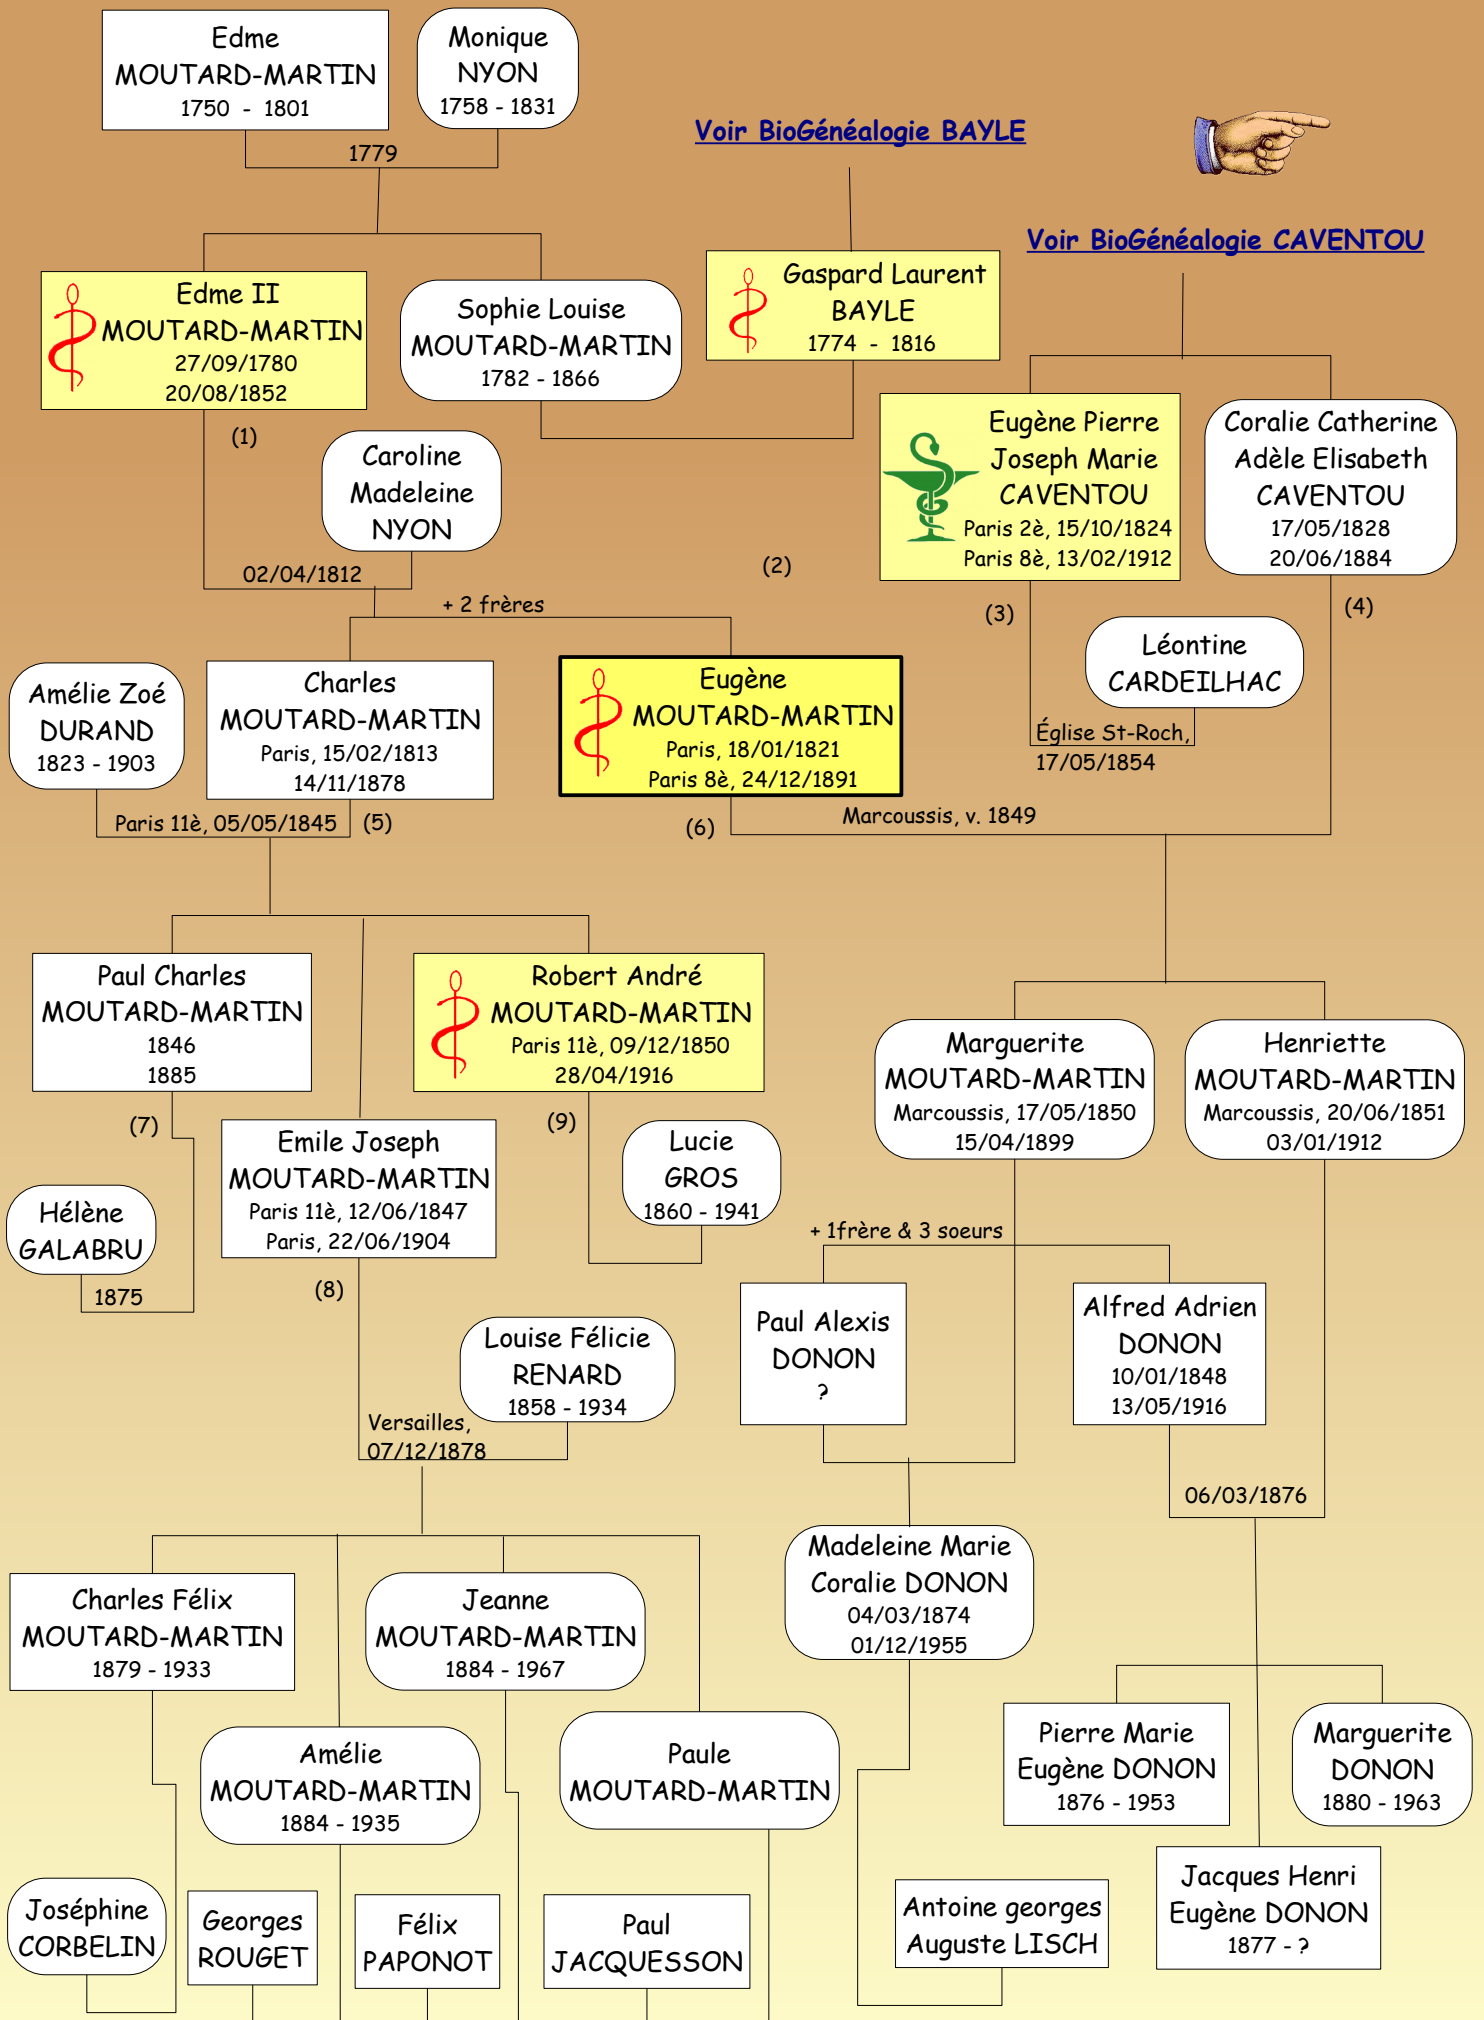 Edme
MOUTARD-MARTIN
1750 - 1801
Monique
NYON
1758 - 1831
1779
Voir BioGénéalogie BAYLE
Voir BioGénéalogie CAVENTOU
Edme II
MOUTARD-MARTIN
27/09/1780
20/08/1852
(1)
Sophie Louise
MOUTARD-MARTIN
1782 - 1866
Gaspard Laurent
BAYLE
1774 - 1816
(2)
Caroline
Madeleine
NYON
02/04/1812
Eugène Pierre
Joseph Marie
CAVENTOU
Paris 2è, 15/10/1824
Paris 8è, 13/02/1912
(3)
Coralie Catherine
Adèle Elisabeth
CAVENTOU
17/05/1828
20/06/1884
(4)
+ 2 frères
Léontine
CARDEILHAC
Église St-Roch,
17/05/1854
Amélie Zoé
DURAND
1823 - 1903
Charles
MOUTARD-MARTIN
Paris, 15/02/1813
14/11/1878
Paris 11è, 05/05/1845
(5)
Eugène
MOUTARD-MARTIN
Paris, 18/01/1821
Paris 8è, 24/12/1891
(6)
Marcoussis, v. 1849
Paul Charles
MOUTARD-MARTIN
1846
1885
(7)
Robert André
MOUTARD-MARTIN
Paris 11è, 09/12/1850
28/04/1916
(9)
Marguerite
MOUTARD-MARTIN
Marcoussis, 17/05/1850
15/04/1899
Henriette
MOUTARD-MARTIN
Marcoussis, 20/06/1851
03/01/1912
Emile Joseph
MOUTARD-MARTIN
Paris 11è, 12/06/1847
Paris, 22/06/1904
(8)
Lucie
GROS
1860 - 1941
Hélène
GALABRU
1875
+ 1frère & 3 soeurs
Paul Alexis
DONON
?
Alfred Adrien
DONON
10/01/1848
13/05/1916
Louise Félicie
RENARD
1858 - 1934
Versailles,
07/12/1878
06/03/1876
Charles Félix
MOUTARD-MARTIN
1879 - 1933
Jeanne
MOUTARD-MARTIN
1884 - 1967
Madeleine Marie
Coralie DONON
04/03/1874
01/12/1955
Amélie
MOUTARD-MARTIN
1884 - 1935
Paule
MOUTARD-MARTIN
Pierre Marie
Eugène DONON
1876 - 1953
Marguerite
DONON
1880 - 1963
Joséphine
CORBELIN
Georges
ROUGET
Félix
PAPONOT
Paul
JACQUESSON
Antoine georges
Auguste LISCH
Jacques Henri
Eugène DONON
1877 - ?